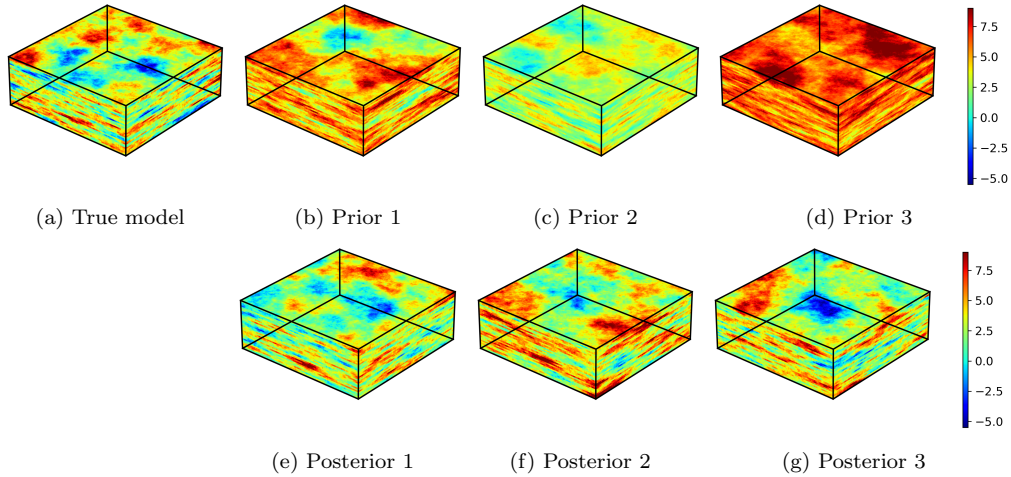 7.5
5.0
2.5
0.0
−2.5
−5.0
(a) True model
(b) Prior 1
(c) Prior 2
(d) Prior 3
7.5
5.0
2.5
0.0
−2.5
−5.0
(e) Posterior 1
(f) Posterior 2
(g) Posterior 3